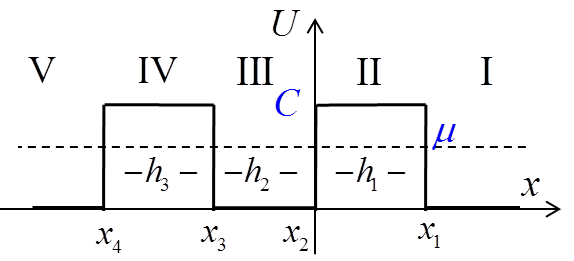 U
V IV III II I
C
μ
–h₃ – –h₂ – –h₁ –
x
x₄ x₃ x₂ x₁